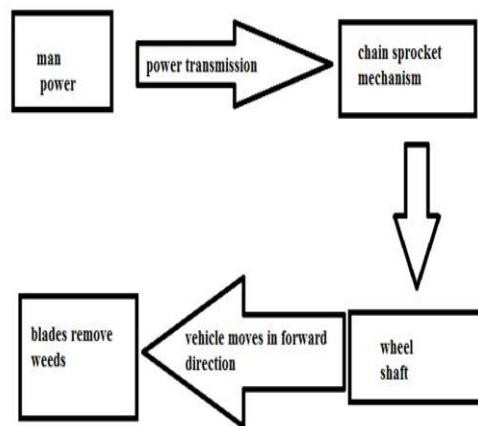 man
power
power transmission
chain sprocket
mechanism
wheel
shaft
vehicle moves in forward
direction
blades remove
weeds